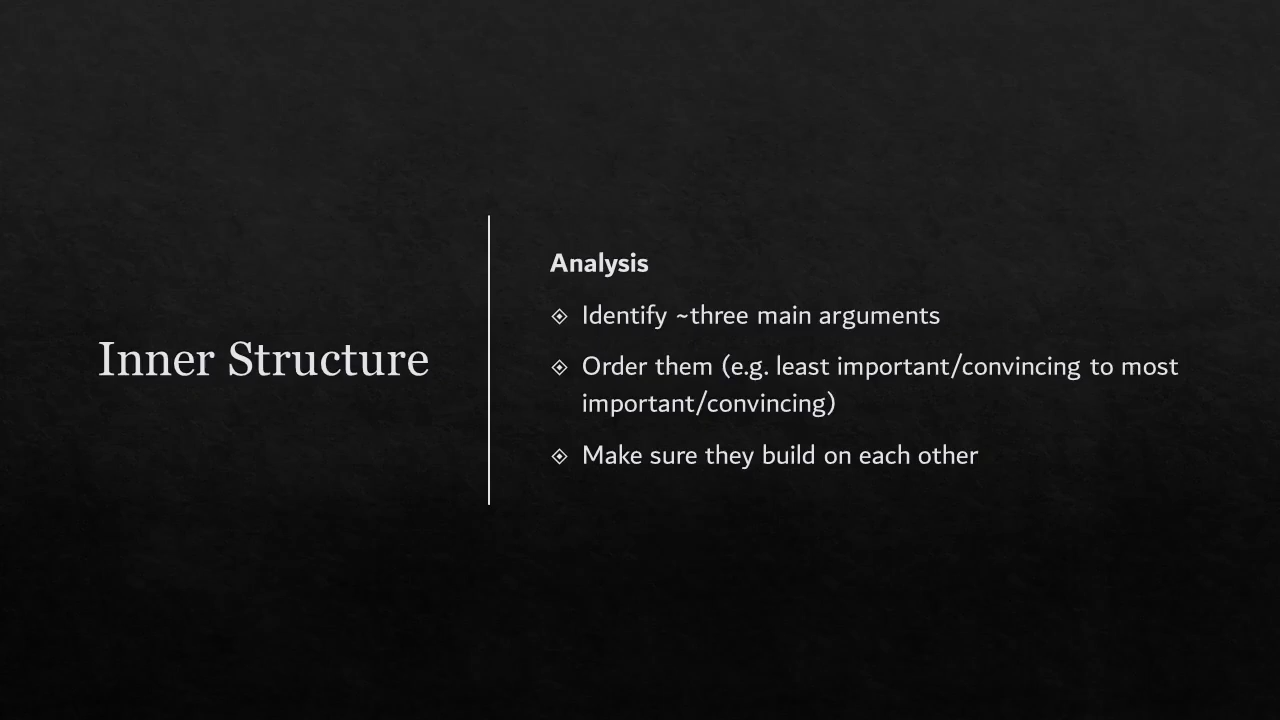 Inner Structure
Analysis
Identify ~three main arguments
Order them (e.g. least important/convincing to most
important/convincing)
Make sure they build on each other